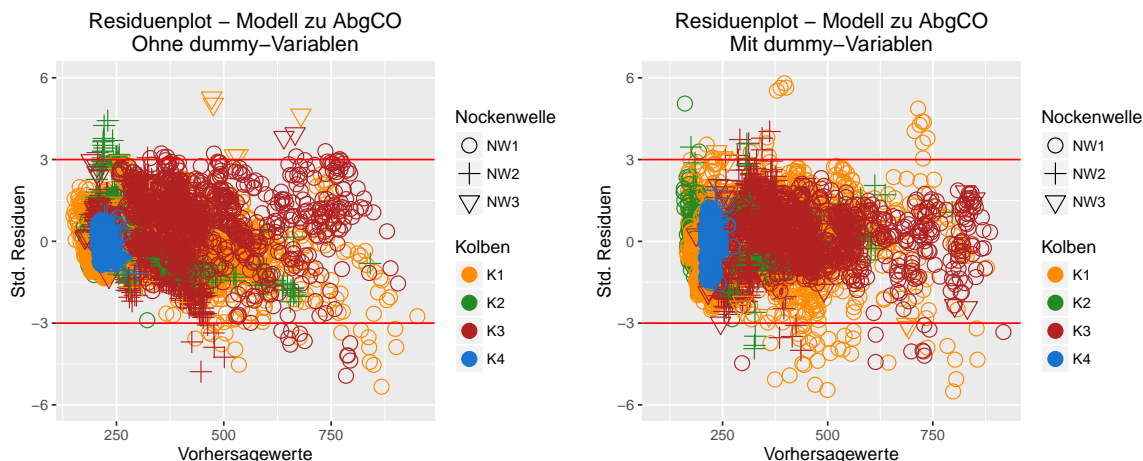 Residuenplot − Modell zu AbgCO
Ohne dummy−Variablen
6
3
0
−3
−6
Std. Residuen
250
500
750
Vorhersagewerte
Nockenwelle
NW1
NW2
NW3
Kolben
K1
K2
K3
K4
Residuenplot − Modell zu AbgCO
Mit dummy−Variablen
6
3
0
−3
−6
Std. Residuen
250
500
750
Vorhersagewerte
Nockenwelle
NW1
NW2
NW3
Kolben
K1
K2
K3
K4